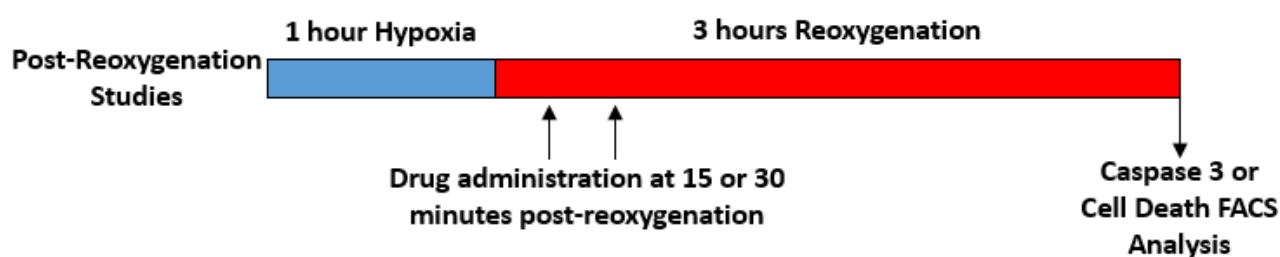 1 hour Hypoxia
3 hours Reoxygenation
Post-Reoxygenation
Studies
Drug administration at 15 or 30
minutes post-reoxygenation
Caspase 3 or
Cell Death FACS
Analysis